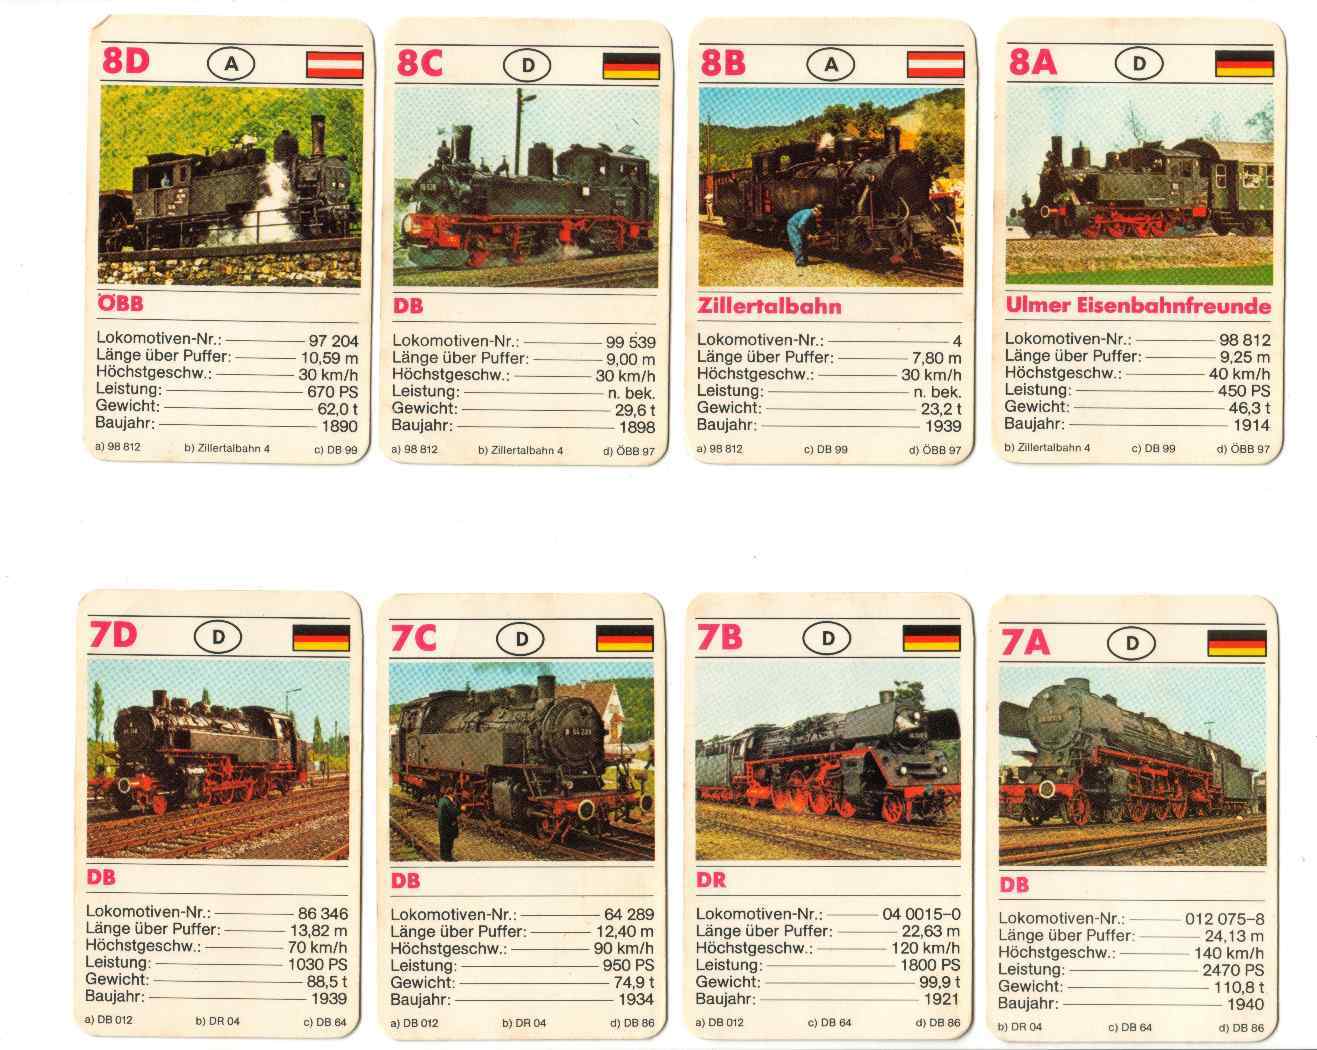 8D A
ÖBB
Lokomotiven-Nr.: 97 204
Länge über Puffer: 10,59 m
Höchstgeschw.: 30 km/h
Leistung: 670 PS
Gewicht: 62,0 t
Baujahr: 1890
a) 98 812 b) Zillertalbahn 4 c) DB 99
8C D
DB
Lokomotiven-Nr.: 99 539
Länge über Puffer: 9,00 m
Höchstgeschw.: 30 km/h
Leistung: n. bek.
Gewicht: 29,6 t
Baujahr: 1898
a) 98 812 b) Zillertalbahn 4 d) ÖBB 97
8B A
Zillertalbahn
Lokomotiven-Nr.: 4
Länge über Puffer: 7,80 m
Höchstgeschw.: 30 km/h
Leistung: n. bek.
Gewicht: 23,2 t
Baujahr: 1939
a) 98 812 c) DB 99 d) ÖBB 97
8A D
Ulmer Eisenbahnfreunde
Lokomotiven-Nr.: 98 812
Länge über Puffer: 9,25 m
Höchstgeschw.: 40 km/h
Leistung: 450 PS
Gewicht: 46,3 t
Baujahr: 1914
b) Zillertalbahn 4 c) DB 99 d) ÖBB 97
7D D
DB
Lokomotiven-Nr.: 86 346
Länge über Puffer: 13,82 m
Höchstgeschw.: 70 km/h
Leistung: 1030 PS
Gewicht: 88,5 t
Baujahr: 1939
a) DB 012 b) DR 04 c) DB 64
7C D
64 289
DB
Lokomotiven-Nr.: 64 289
Länge über Puffer: 12,40 m
Höchstgeschw.: 90 km/h
Leistung: 950 PS
Gewicht: 74,9 t
Baujahr: 1934
a) DB 012 b) DR 04 d) DB 86
7B D
DR
Lokomotiven-Nr.: 04 0015-0
Länge über Puffer: 22,63 m
Höchstgeschw.: 120 km/h
Leistung: 1800 PS
Gewicht: 99,9 t
Baujahr: 1921
a) DB 012 c) DB 64 d) DB 86
7A D
DB
Lokomotiven-Nr.: 012 075-8
Länge über Puffer: 24,13 m
Höchstgeschw.: 140 km/h
Leistung: 2470 PS
Gewicht: 110,8 t
Baujahr: 1940
b) DR 04 c) DB 64 d) DB 86